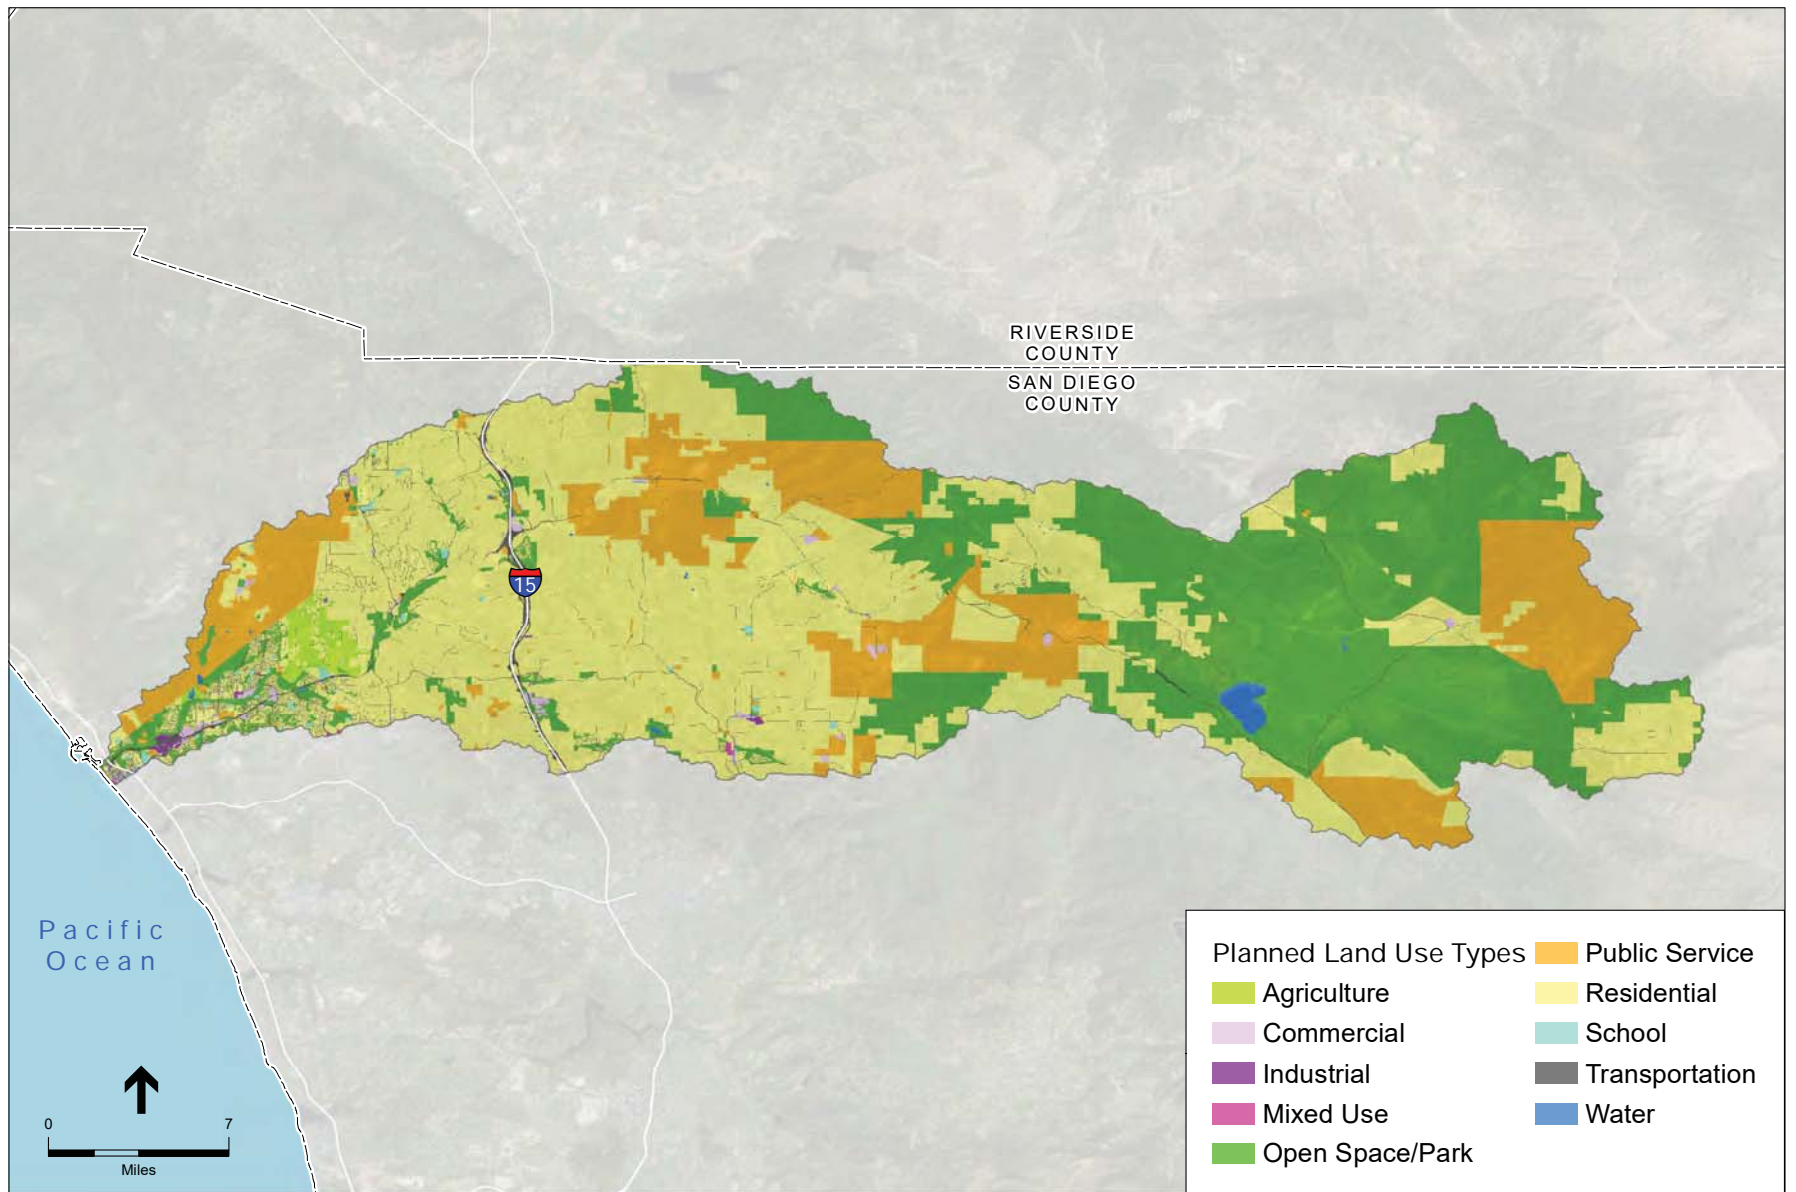 RIVERSIDE
COUNTY
SAN DIEGO
COUNTY
15
Pacific
Ocean
0 7
Miles
Planned Land Use Types
Agriculture
Commercial
Industrial
Mixed Use
Open Space/Park
Public Service
Residential
School
Transportation
Water